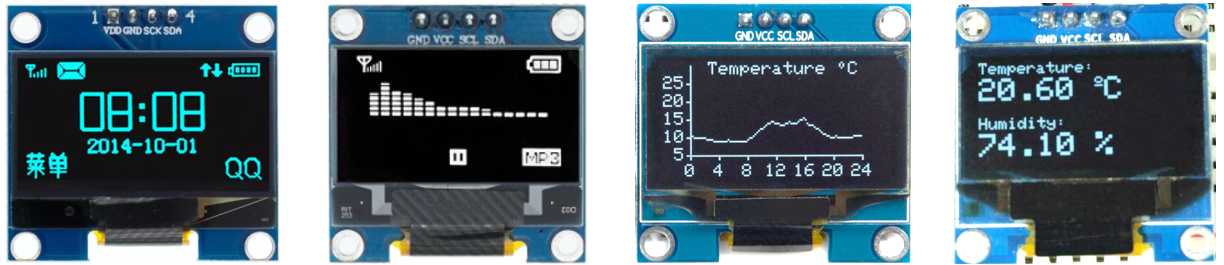 1 4
VDD GND SCK SDA
08:08
2014-10-01
菜单 QQ
GND VCC SCL SDA
MP3
GND VCC SCL SDA
Temperature ºC
25
20
15
10
5
0 4 8 12 16 20 24
GND VCC SCL SDA
Temperature:
20.60 ºC
Humidity:
74.10 %